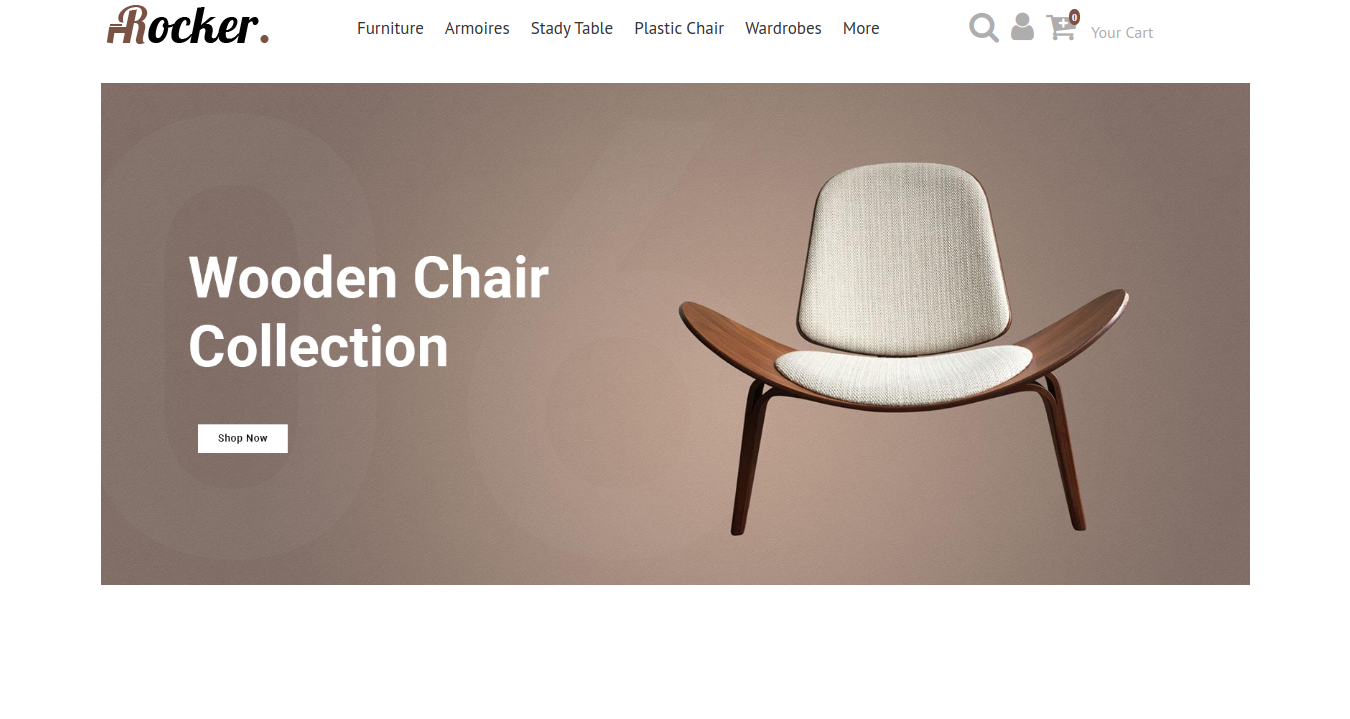 Rocker.
Furniture Armoires Stady Table Plastic Chair Wardrobes More
0
Your Cart
06
Wooden Chair
Collection
Shop Now